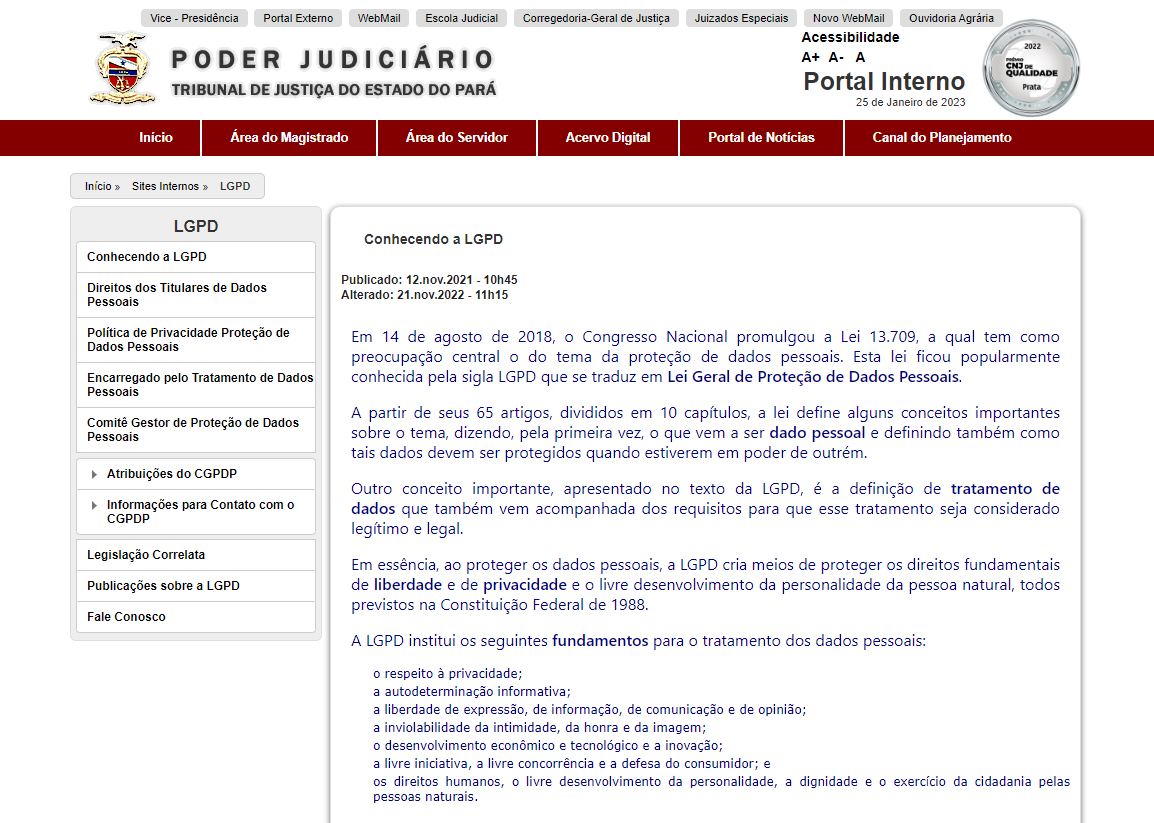 Vice - Presidência Portal Externo WebMail Escola Judicial Corregedoria-Geral de Justiça Juizados Especiais Novo WebMail Ouvidoria Agrária
PODER JUDICIÁRIO
TRIBUNAL DE JUSTIÇA DO ESTADO DO PARÁ
Acessibilidade
A+ A- A
Portal Interno
25 de Janeiro de 2023
2022
PRÊMIO
CNJ DE
QUALIDADE
Prata
Início Área do Magistrado Área do Servidor Acervo Digital Portal de Notícias Canal do Planejamento
Início » Sites Internos » LGPD
LGPD
Conhecendo a LGPD
Direitos dos Titulares de Dados
Pessoais
Política de Privacidade Proteção de
Dados Pessoais
Encarregado pelo Tratamento de Dados
Pessoais
Comitê Gestor de Proteção de Dados
Pessoais
Atribuições do CGPDP
Informações para Contato com o
CGPDP
Legislação Correlata
Publicações sobre a LGPD
Fale Conosco
Conhecendo a LGPD
Publicado: 12.nov.2021 - 10h45
Alterado: 21.nov.2022 - 11h15
Em 14 de agosto de 2018, o Congresso Nacional promulgou a Lei 13.709, a qual tem como
preocupação central o do tema da proteção de dados pessoais. Esta lei ficou popularmente
conhecida pela sigla LGPD que se traduz em Lei Geral de Proteção de Dados Pessoais.
A partir de seus 65 artigos, divididos em 10 capítulos, a lei define alguns conceitos importantes
sobre o tema, dizendo, pela primeira vez, o que vem a ser dado pessoal e definindo também como
tais dados devem ser protegidos quando estiverem em poder de outrém.
Outro conceito importante, apresentado no texto da LGPD, é a definição de tratamento de
dados que também vem acompanhada dos requisitos para que esse tratamento seja considerado
legítimo e legal.
Em essência, ao proteger os dados pessoais, a LGPD cria meios de proteger os direitos fundamentais
de liberdade e de privacidade e o livre desenvolvimento da personalidade da pessoa natural, todos
previstos na Constituição Federal de 1988.
A LGPD institui os seguintes fundamentos para o tratamento dos dados pessoais:
o respeito à privacidade;
a autodeterminação informativa;
a liberdade de expressão, de informação, de comunicação e de opinião;
a inviolabilidade da intimidade, da honra e da imagem;
o desenvolvimento econômico e tecnológico e a inovação;
a livre iniciativa, a livre concorrência e a defesa do consumidor; e
os direitos humanos, o livre desenvolvimento da personalidade, a dignidade e o exercício da cidadania pelas
pessoas naturais.